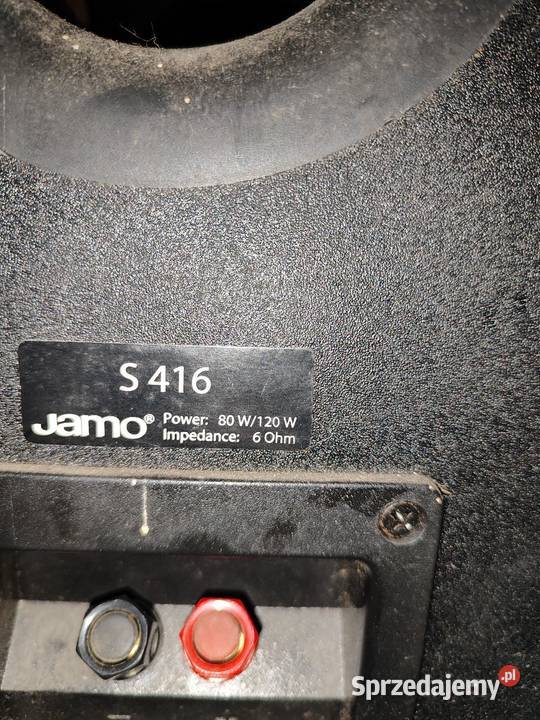 S 416
Jamo® Power: 80 W/120 W
Impedance: 6 Ohm
Sprzedajemy.pl